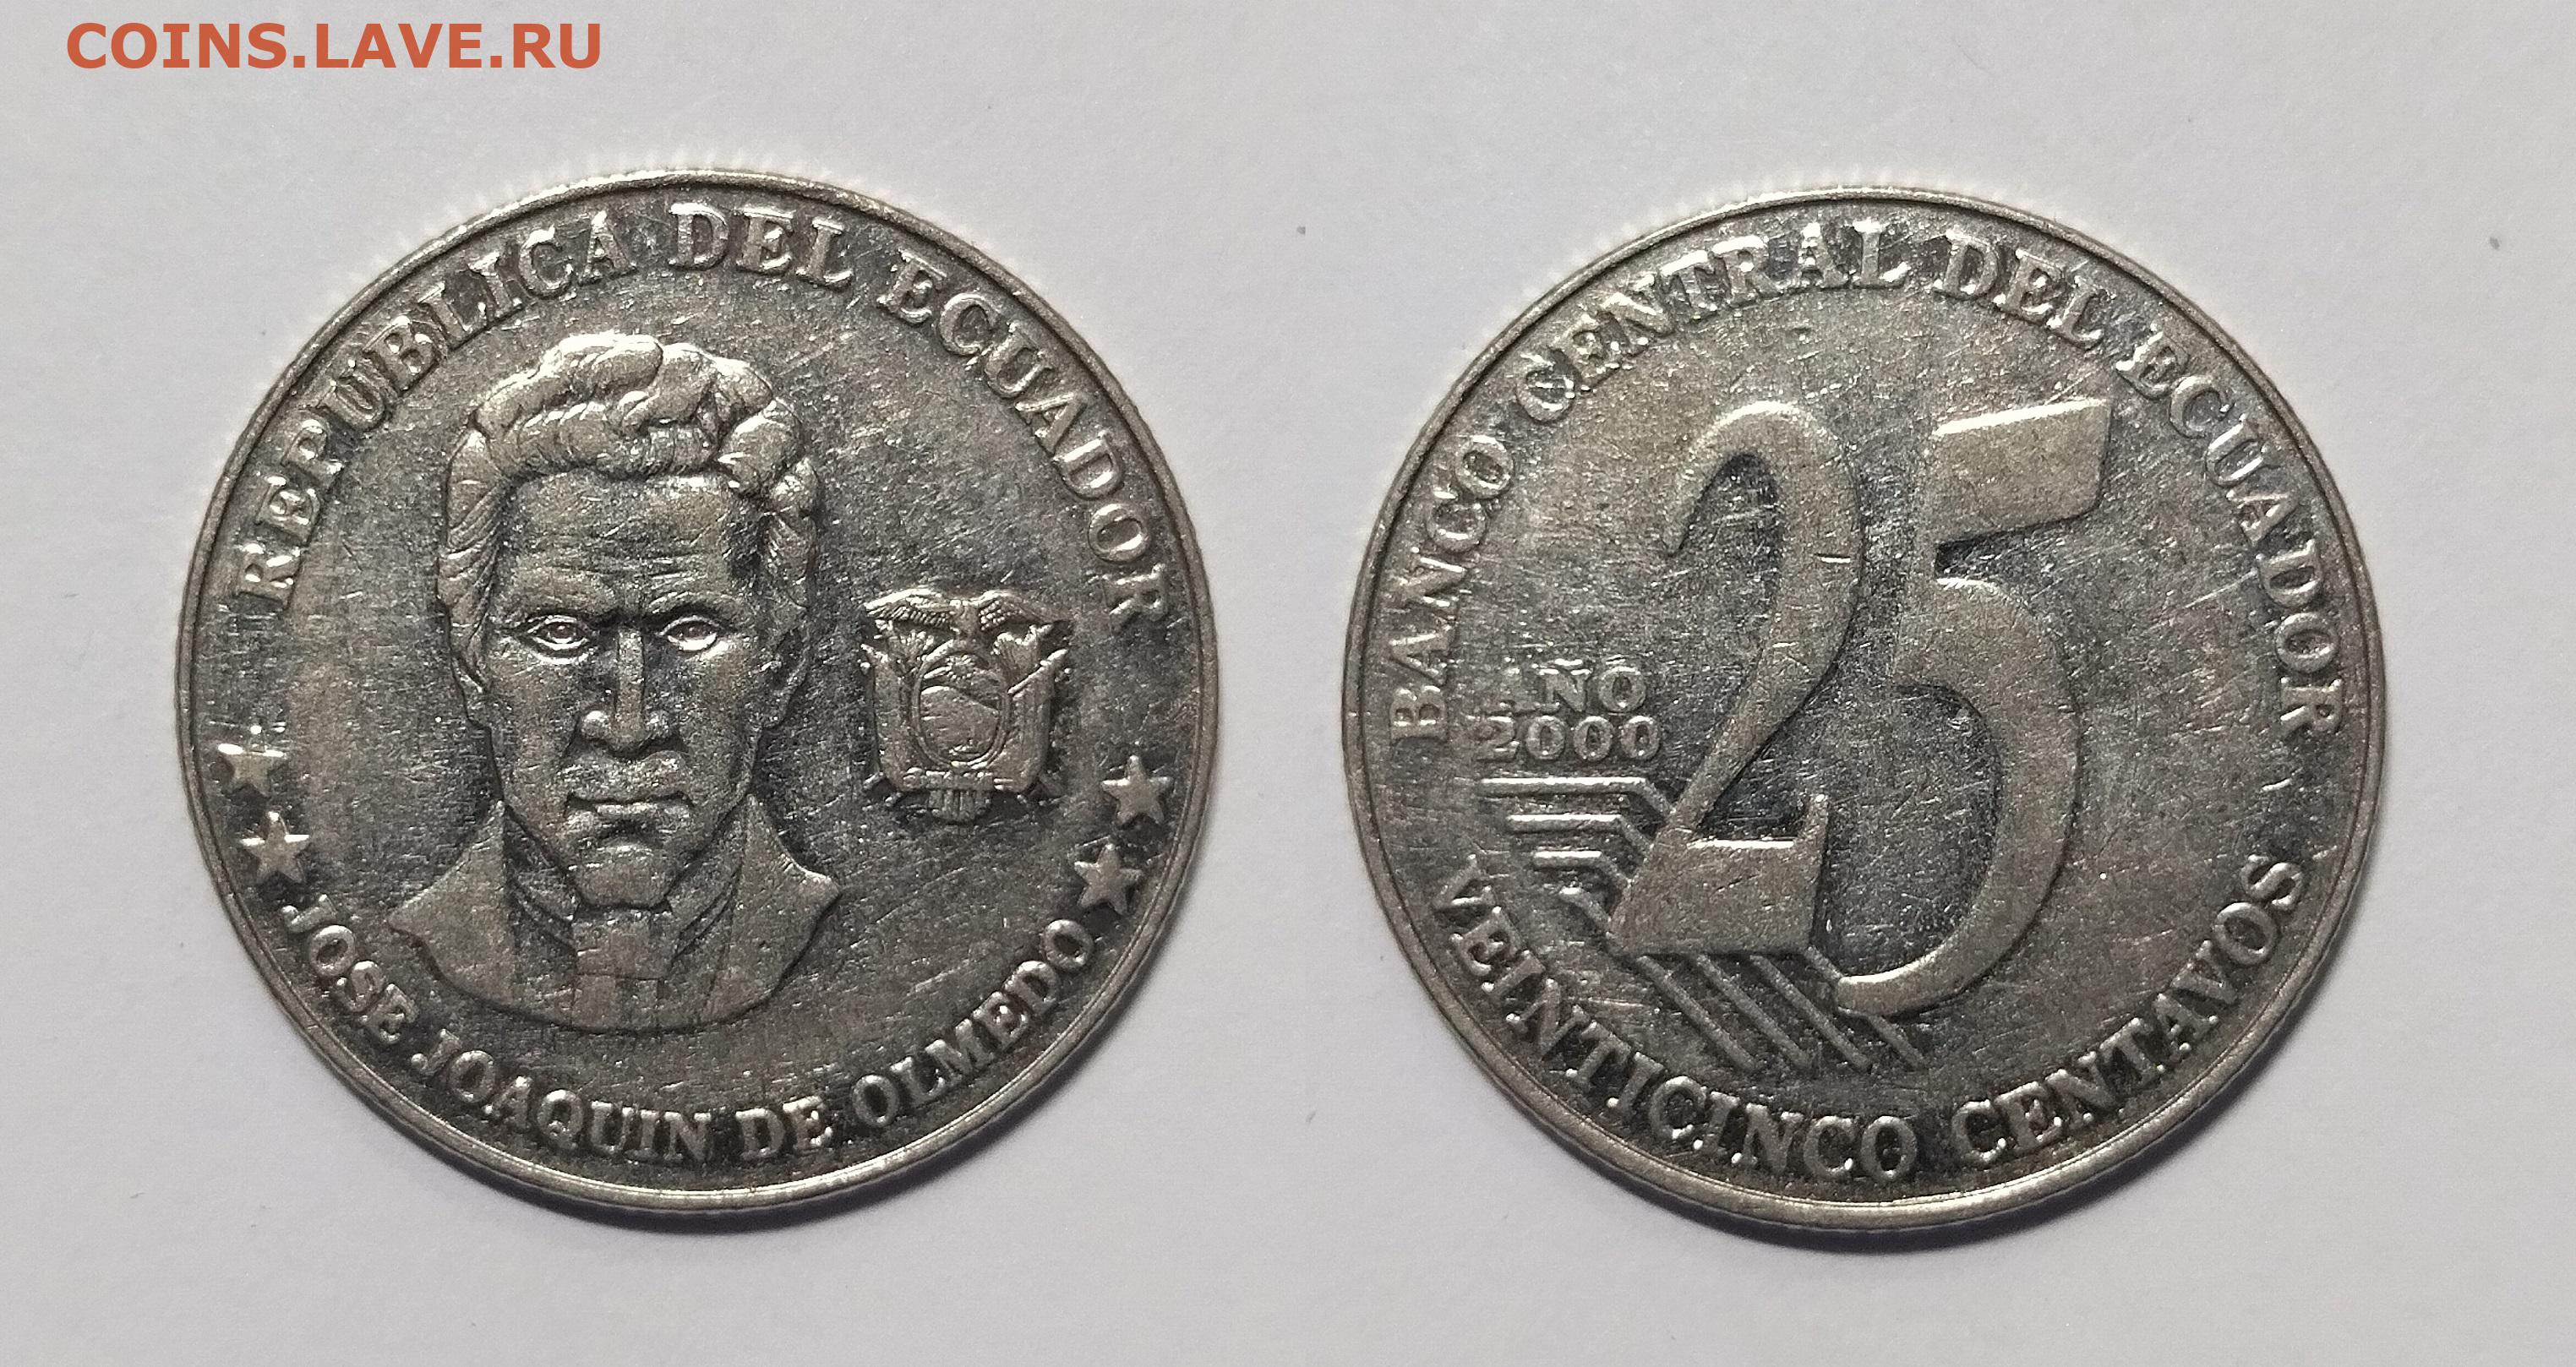 COINS.LAVE.RU
REPUBLICA DEL ECUADOR
JOSE JOAQUIN DE OLMEDO
BANCO CENTRAL DEL ECUADOR
25
AÑO
2000
VEINTICINCO CENTAVOS